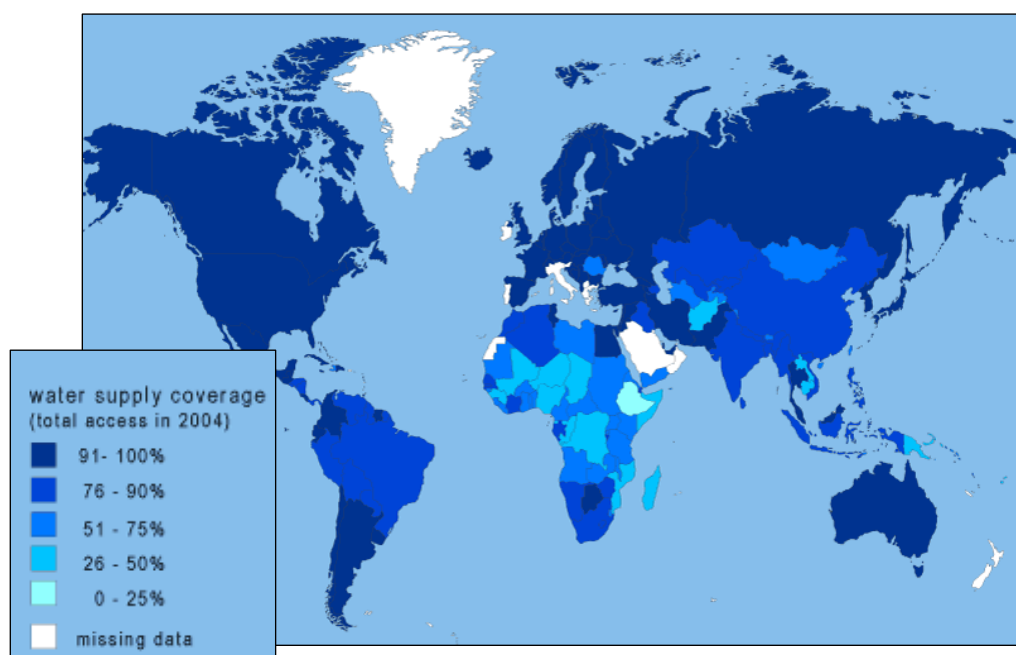 water supply coverage
(total access in 2004)
91- 100%
76 - 90%
51 - 75%
26 - 50%
0 - 25%
missing data